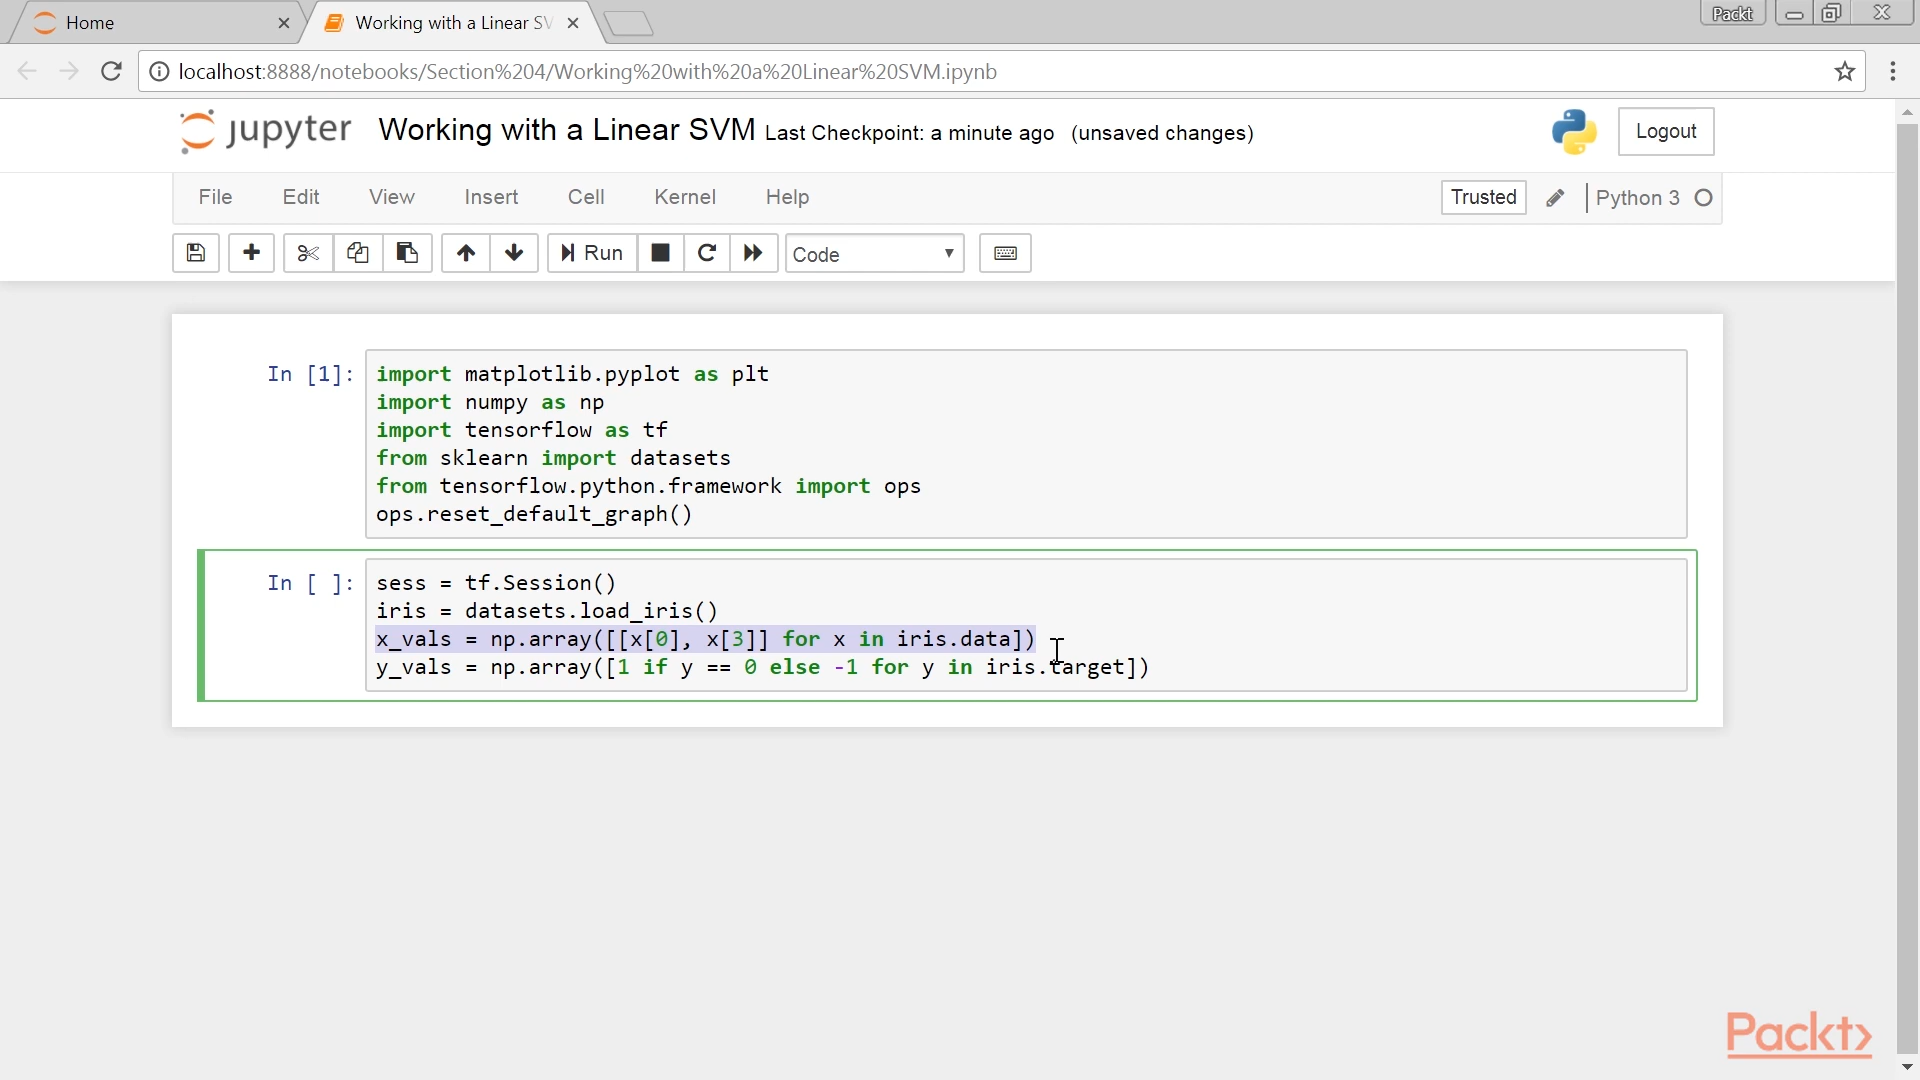 Home
Working with a Linear SV
Packt
localhost:8888/notebooks/Section%204/Working%20with%20a%20Linear%20SVM.ipynb
jupyter Working with a Linear SVM Last Checkpoint: a minute ago (unsaved changes)
Logout
File Edit View Insert Cell Kernel Help
Trusted Python 3
Run Code
In [1]:
import matplotlib.pyplot as plt
import numpy as np
import tensorflow as tf
from sklearn import datasets
from tensorflow.python.framework import ops
ops.reset_default_graph()
In [ ]:
sess = tf.Session()
iris = datasets.load_iris()
x_vals = np.array([[x[0], x[3]] for x in iris.data])
y_vals = np.array([1 if y == 0 else -1 for y in iris.target])
Packt>